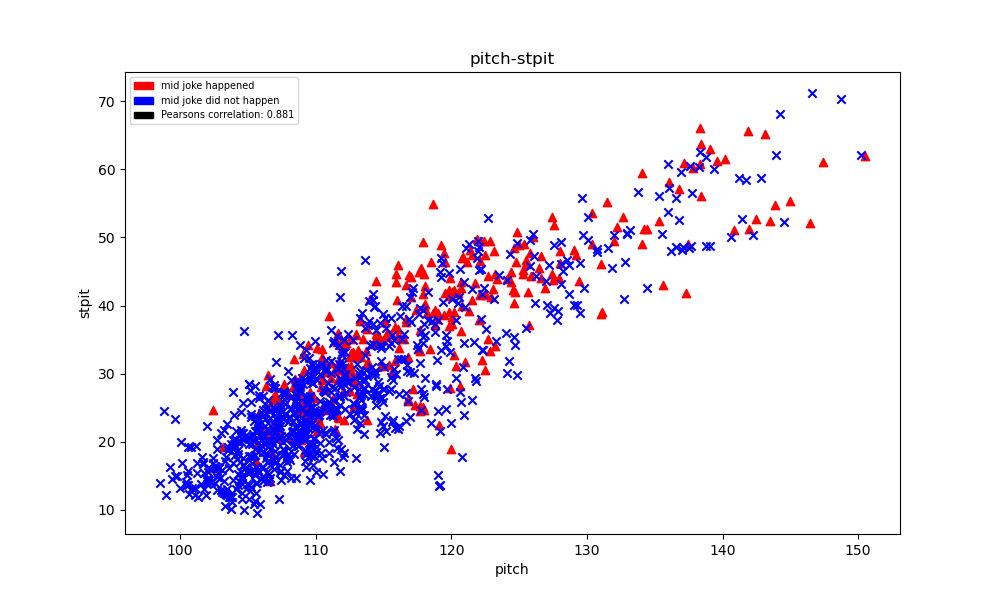 pitch-stpit
mid joke happened
mid joke did not happen
Pearsons correlation: 0.881
70
60
50
40
30
20
10
stpit
100 110 120 130 140 150
pitch